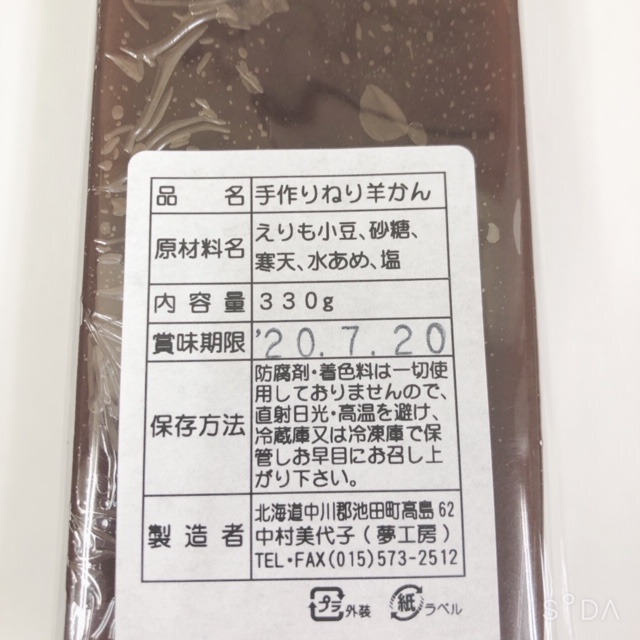 品名 手作りねり羊かん
原材料名 えりも小豆、砂糖、
寒天、水あめ、塩
内容量 330g
賞味期限 '20.7.20
保存方法 防腐剤・着色料は一切使
用しておりませんので、
直射日光・高温を避け、
冷蔵庫又は冷凍庫で保
管しお早目にお召し上
がり下さい。
製造者 北海道中川郡池田町高島62
中村美代子(夢工房)
TEL・FAX(015)573-2512
プラ 外装 紙 ラベル
SODA